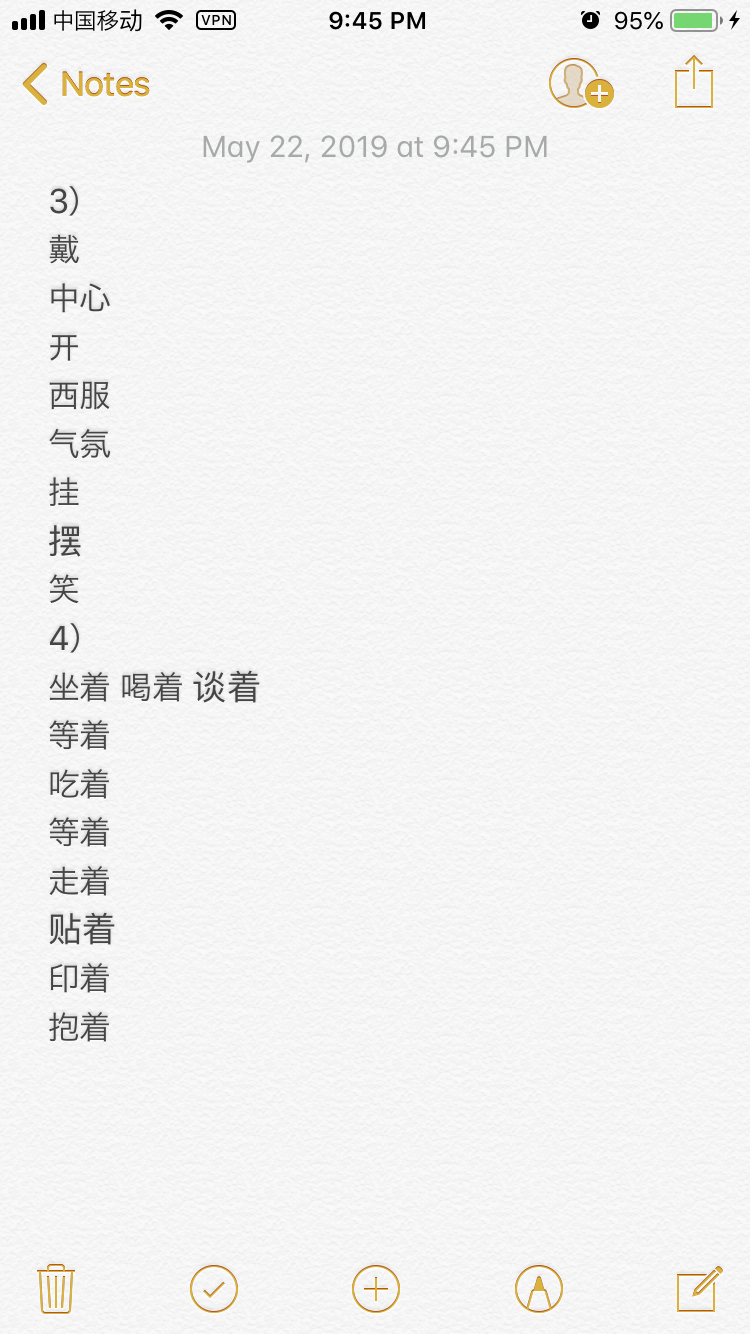 中国移动 VPN 9:45 PM 95%
Notes
May 22, 2019 at 9:45 PM
3）
戴
中心
开
西服
气氛
挂
摆
笑
4）
坐着 喝着 谈着
等着
吃着
等着
走着
贴着
印着
抱着